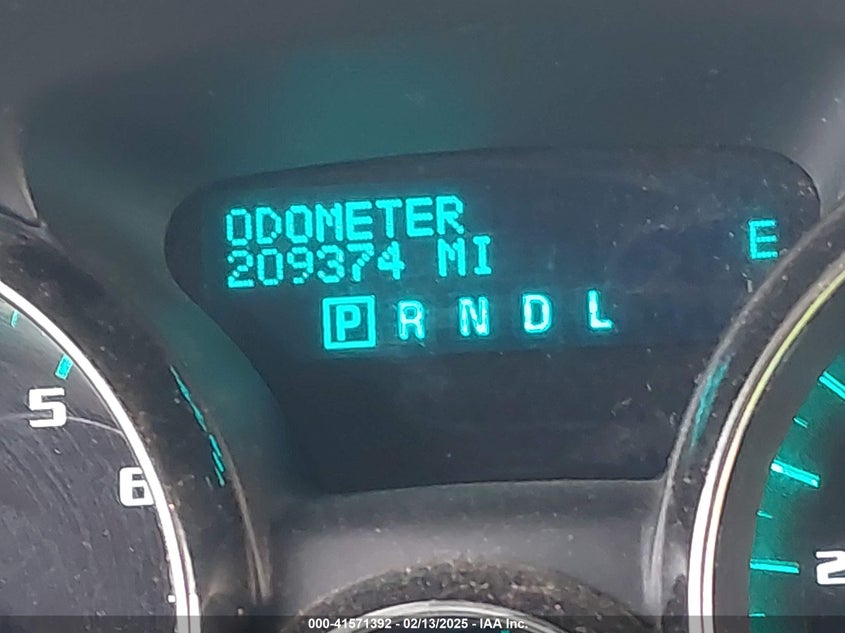 ODOMETER
209374 MI
E
P R N D L
5
6
2
000-41571392 - 02/13/2025 - IAA Inc.